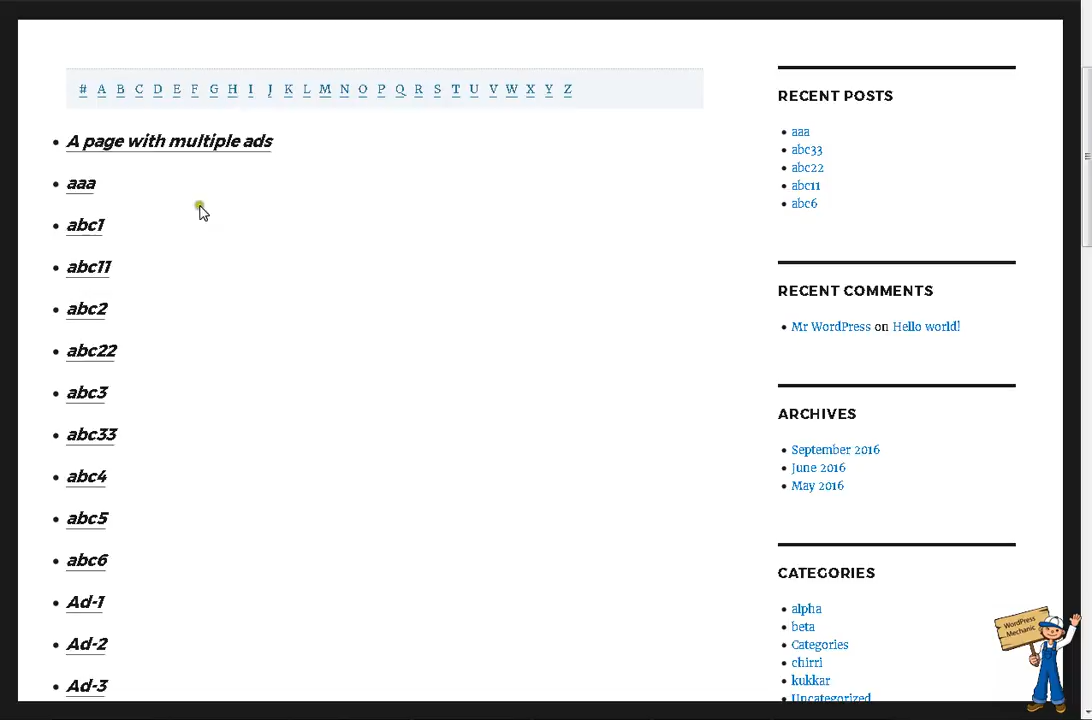 # A B C D E F G H I J K L M N O P Q R S T U V W X Y Z
A page with multiple ads
aaa
abc1
abc11
abc2
abc22
abc3
abc33
abc4
abc5
abc6
Ad-1
Ad-2
Ad-3
RECENT POSTS
aaa
abc33
abc22
abc11
abc6
RECENT COMMENTS
Mr WordPress on Hello world!
ARCHIVES
September 2016
June 2016
May 2016
CATEGORIES
alpha
beta
Categories
chirri
kukkar
Uncategorized
WordPress
Mechanic